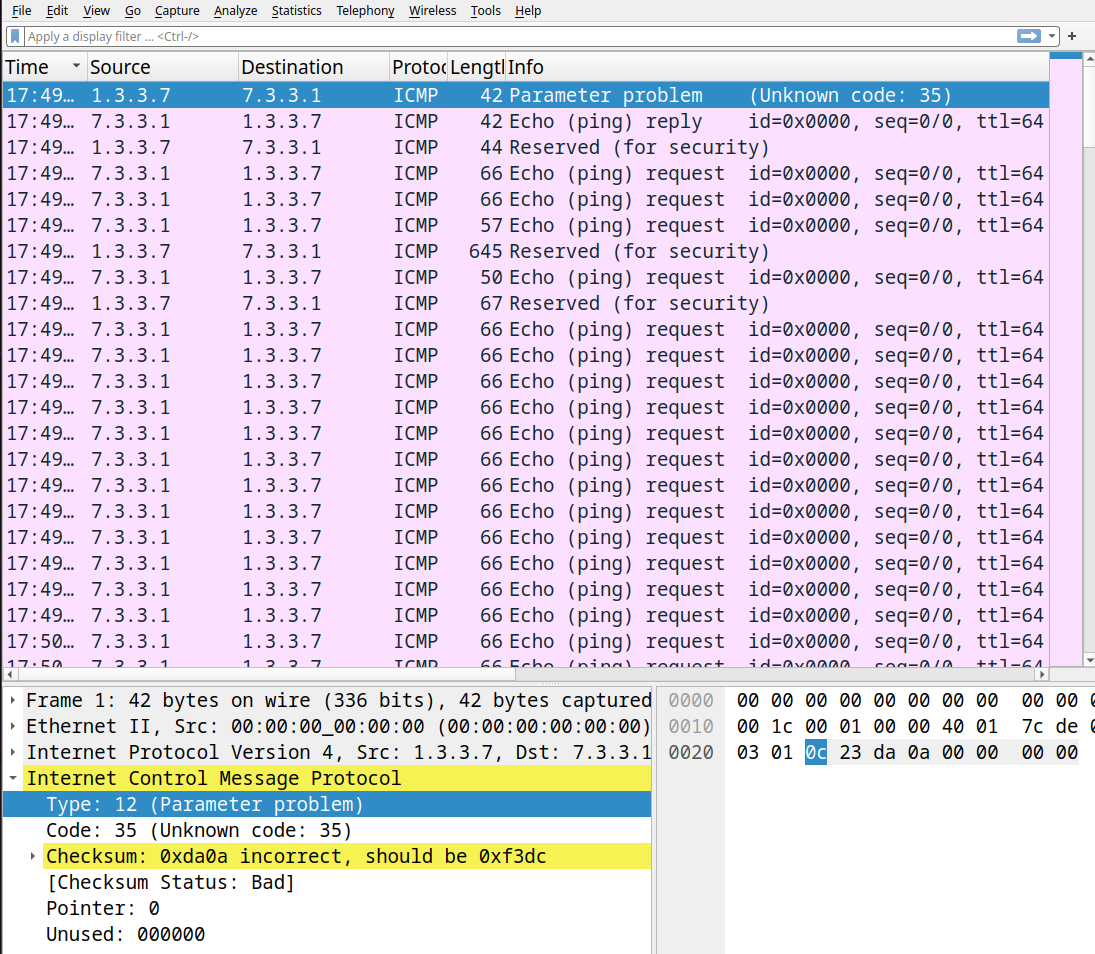 File Edit View Go Capture Analyze Statistics Telephony Wireless Tools Help
Apply a display filter ... <Ctrl-/> +
Time Source Destination Protoc Lengtl Info
17:49… 1.3.3.7 7.3.3.1 ICMP 42 Parameter problem (Unknown code: 35)
17:49… 7.3.3.1 1.3.3.7 ICMP 42 Echo (ping) reply id=0x0000, seq=0/0, ttl=64
17:49… 1.3.3.7 7.3.3.1 ICMP 44 Reserved (for security)
17:49… 7.3.3.1 1.3.3.7 ICMP 66 Echo (ping) request id=0x0000, seq=0/0, ttl=64
17:49… 7.3.3.1 1.3.3.7 ICMP 66 Echo (ping) request id=0x0000, seq=0/0, ttl=64
17:49… 7.3.3.1 1.3.3.7 ICMP 57 Echo (ping) request id=0x0000, seq=0/0, ttl=64
17:49… 1.3.3.7 7.3.3.1 ICMP 645 Reserved (for security)
17:49… 7.3.3.1 1.3.3.7 ICMP 50 Echo (ping) request id=0x0000, seq=0/0, ttl=64
17:49… 1.3.3.7 7.3.3.1 ICMP 67 Reserved (for security)
17:49… 7.3.3.1 1.3.3.7 ICMP 66 Echo (ping) request id=0x0000, seq=0/0, ttl=64
17:49… 7.3.3.1 1.3.3.7 ICMP 66 Echo (ping) request id=0x0000, seq=0/0, ttl=64
17:49… 7.3.3.1 1.3.3.7 ICMP 66 Echo (ping) request id=0x0000, seq=0/0, ttl=64
17:49… 7.3.3.1 1.3.3.7 ICMP 66 Echo (ping) request id=0x0000, seq=0/0, ttl=64
17:49… 7.3.3.1 1.3.3.7 ICMP 66 Echo (ping) request id=0x0000, seq=0/0, ttl=64
17:49… 7.3.3.1 1.3.3.7 ICMP 66 Echo (ping) request id=0x0000, seq=0/0, ttl=64
17:49… 7.3.3.1 1.3.3.7 ICMP 66 Echo (ping) request id=0x0000, seq=0/0, ttl=64
17:49… 7.3.3.1 1.3.3.7 ICMP 66 Echo (ping) request id=0x0000, seq=0/0, ttl=64
17:49… 7.3.3.1 1.3.3.7 ICMP 66 Echo (ping) request id=0x0000, seq=0/0, ttl=64
17:49… 7.3.3.1 1.3.3.7 ICMP 66 Echo (ping) request id=0x0000, seq=0/0, ttl=64
17:49… 7.3.3.1 1.3.3.7 ICMP 66 Echo (ping) request id=0x0000, seq=0/0, ttl=64
17:49… 7.3.3.1 1.3.3.7 ICMP 66 Echo (ping) request id=0x0000, seq=0/0, ttl=64
17:50… 7.3.3.1 1.3.3.7 ICMP 66 Echo (ping) request id=0x0000, seq=0/0, ttl=64
17:50… 7.3.3.1 1.3.3.7 ICMP 66 Echo (ping) request id=0x0000, seq=0/0, ttl=64
Frame 1: 42 bytes on wire (336 bits), 42 bytes captured
Ethernet II, Src: 00:00:00_00:00:00 (00:00:00:00:00:00)
Internet Protocol Version 4, Src: 1.3.3.7, Dst: 7.3.3.1
Internet Control Message Protocol
Type: 12 (Parameter problem)
Code: 35 (Unknown code: 35)
Checksum: 0xda0a incorrect, should be 0xf3dc
[Checksum Status: Bad]
Pointer: 0
Unused: 000000
0000 00 00 00 00 00 00 00 00 00 00
0010 00 1c 00 01 00 00 40 01 7c de
0020 03 01 0c 23 da 0a 00 00 00 00